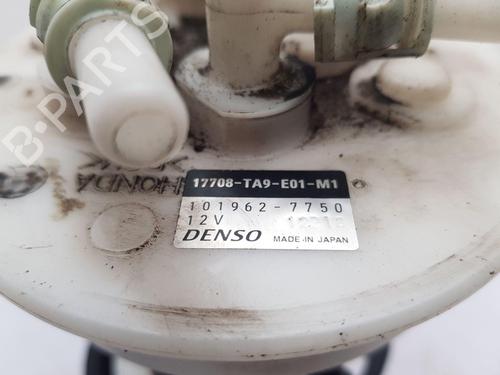 B-PARTS
HONDA
17708-TA9-E01-M1
101962-7750
12V
DENSO MADE IN JAPAN